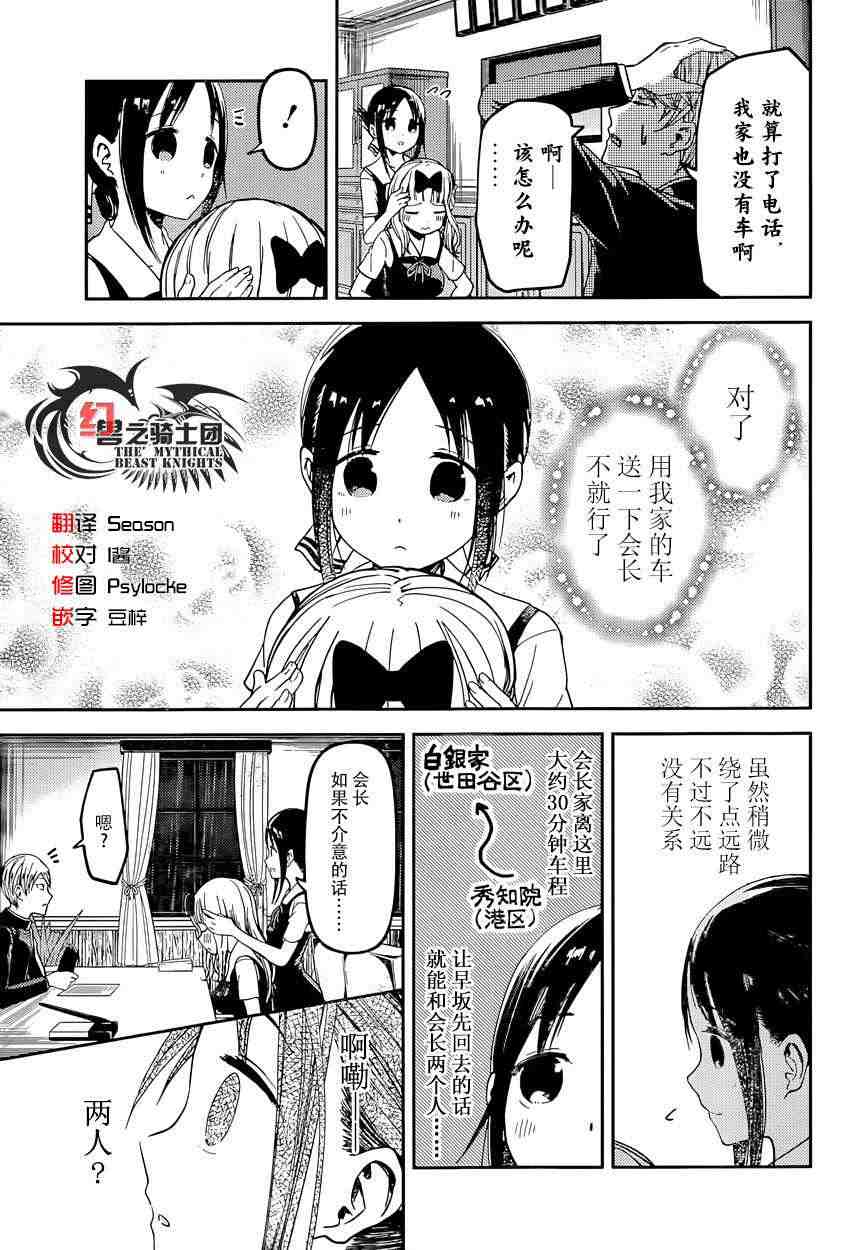 就算打了电话，
我家也没有车啊
啊——
该怎么办呢
！
对了
用我家的车
送一下会长
不就行了
幻兽之骑士团
THE MYTHICAL
BEAST KNIGHTS
翻译 Season
校对 I酱
修图 Psylocke
嵌字 豆梓
虽然稍微
绕了点远路
不过不远
没有关系
会长家离这里
大约30分钟车程
白銀家
(世田谷区)
秀知院
(港区)
让早坂先回去的话
就能和会长两个人……
会长
如果不介意的话……
嗯？
啊嘞——
两人？